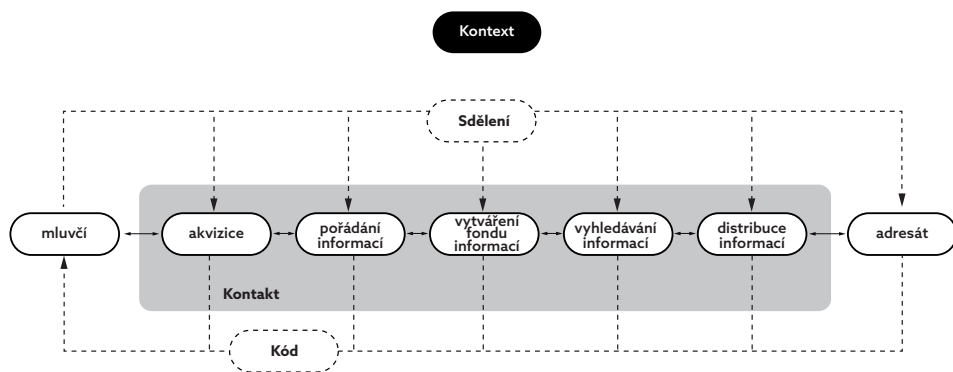 Kontext
Sdělení
mluvčí
akvizice
pořádání
informací
vytváření
fondu
informací
vyhledávání
informací
distribuce
informací
adresát
Kontakt
Kód